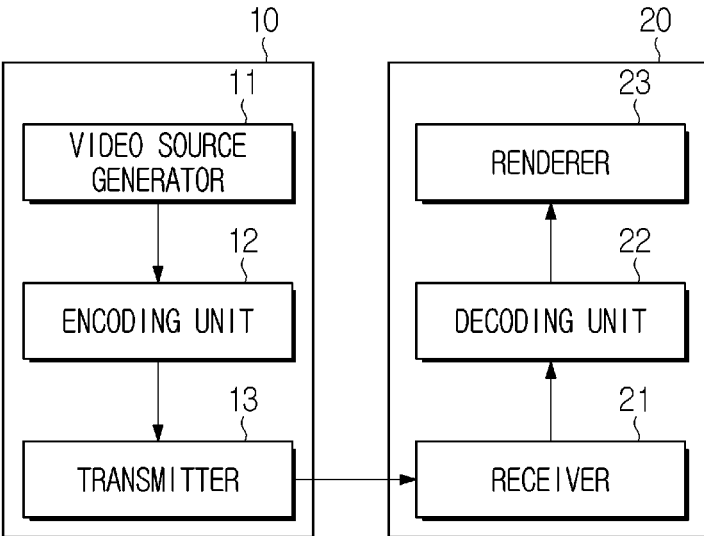 10
11
VIDEO SOURCE
GENERATOR
12
ENCODING UNIT
13
TRANSMITTER
20
23
RENDERER
22
DECODING UNIT
21
RECEIVER